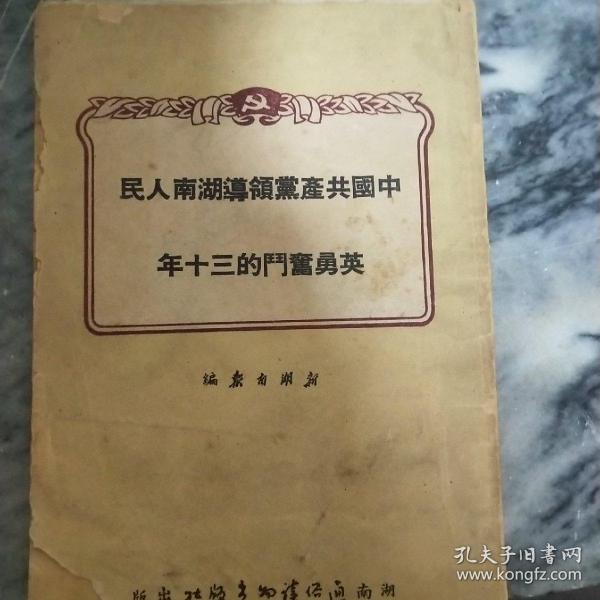 中國共產黨領導湖南人民
英勇奮鬥的三十年
新湖南報編
湖南通俗讀物出版社出版
孔夫子旧书网
www.kongfz.com